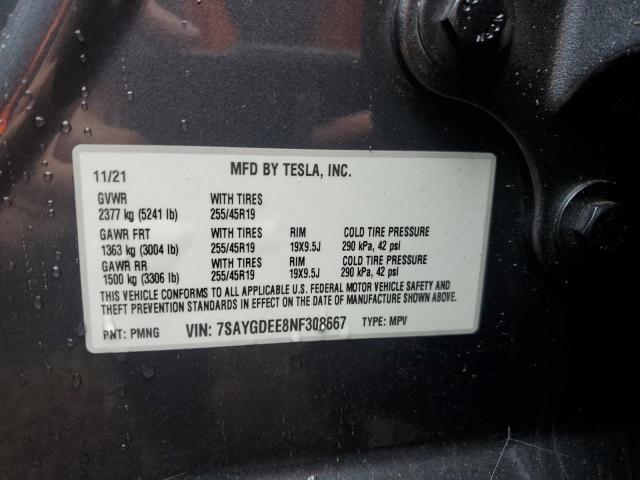 11/21 MFD BY TESLA, INC.
GVWR WITH TIRES
2377 kg (5241 lb) 255/45R19
GAWR FRT WITH TIRES RIM COLD TIRE PRESSURE
1363 kg (3004 lb) 255/45R19 19X9.5J 290 kPa, 42 psi
GAWR RR WITH TIRES RIM COLD TIRE PRESSURE
1500 kg (3306 lb) 255/45R19 19X9.5J 290 kPa, 42 psi
THIS VEHICLE CONFORMS TO ALL APPLICABLE U.S. FEDERAL MOTOR VEHICLE SAFETY AND
THEFT PREVENTION STANDARDS IN EFFECT ON THE DATE OF MANUFACTURE SHOWN ABOVE.
PNT: PMNG VIN: 7SAYGDEE8NF308667 TYPE: MPV